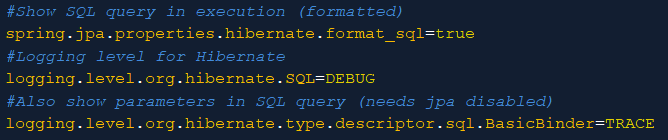 #Show SQL query in execution (formatted)
spring.jpa.properties.hibernate.format_sql=true
#Logging level for Hibernate
logging.level.org.hibernate.SQL=DEBUG
#Also show parameters in SQL query (needs jpa disabled)
logging.level.org.hibernate.type.descriptor.sql.BasicBinder=TRACE